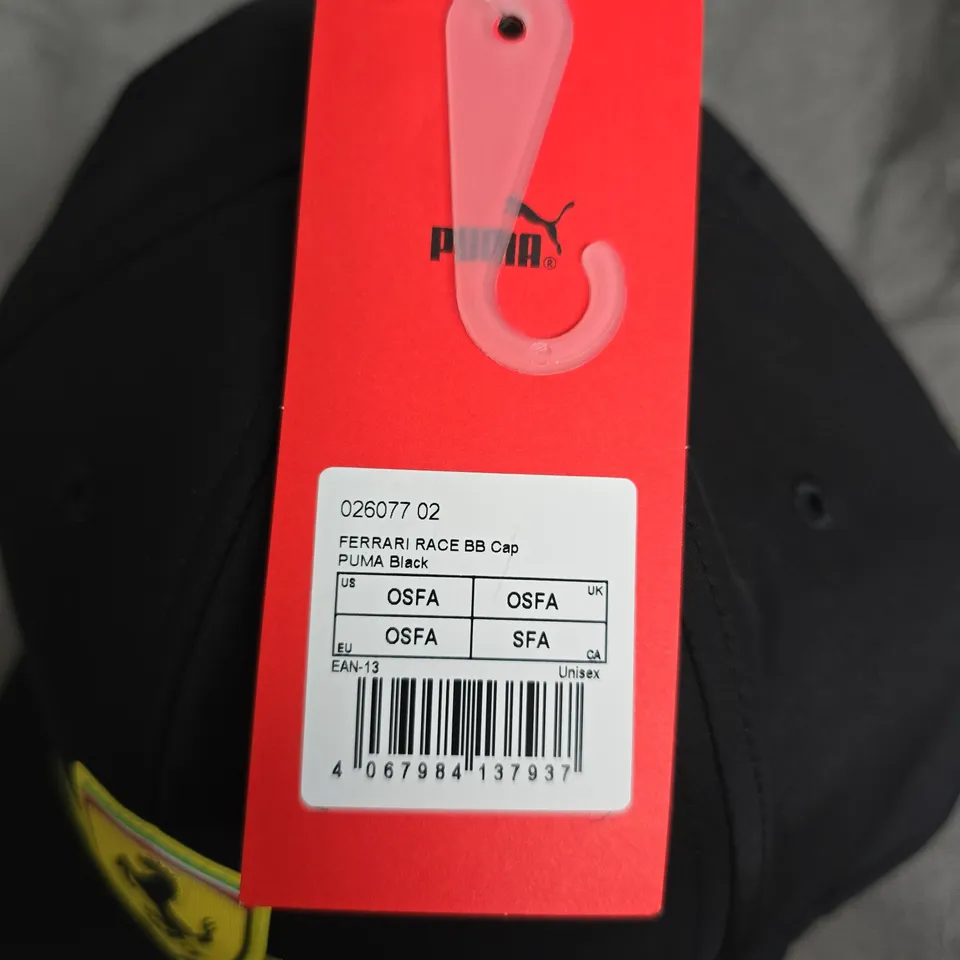 PUMA®
026077 02
FERRARI RACE BB Cap
PUMA Black
US OSFA OSFA UK
EU OSFA SFA CA
EAN-13 Unisex
4 067984 137937